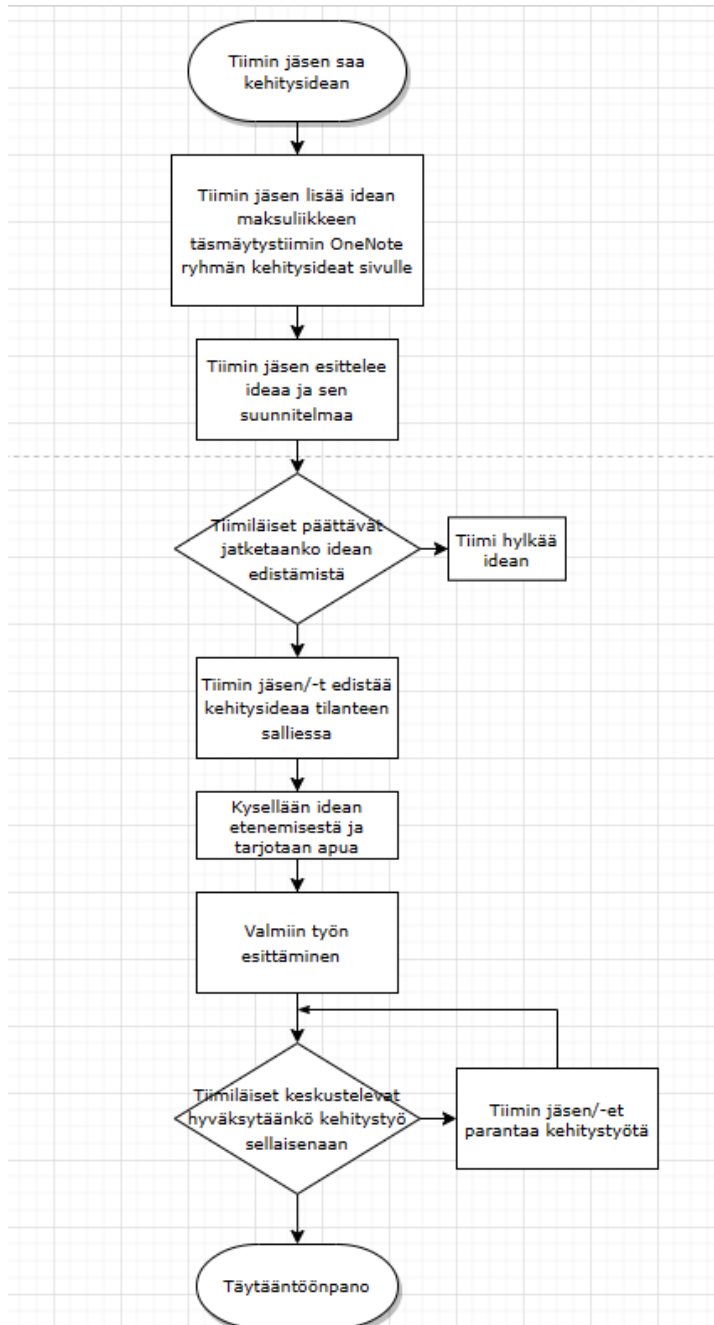 Tiimin jäsen saa
kehitysidean
Tiimin jäsen lisää idean
maksuliikkeen
täsmäytystiimin OneNote
ryhmän kehitysideat sivulle
Tiimin jäsen esittelee
ideaa ja sen
suunnitelmaa
Tiimiläiset päättävät
jatketaanko idean
edistämistä
Tiimi hylkää
idean
Tiimin jäsen/-t edistää
kehitysideaa tilanteen
salliessa
Kysellään idean
etenemisestä ja
tarjotaan apua
Valmiin työn
esittäminen
Tiimiläiset keskustelevat
hyväksytäänkö kehitystyö
sellaisenaan
Tiimin jäsen/-et
parantaa kehitystyötä
Täytääntöönpano